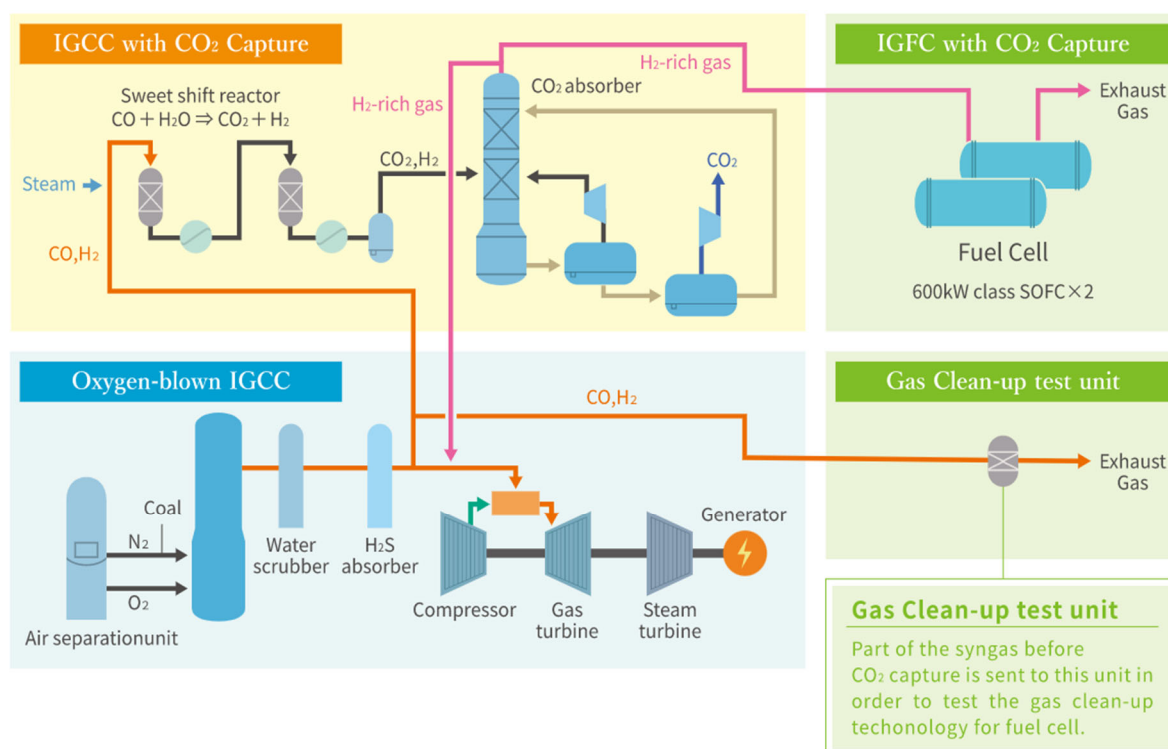 IGCC with CO₂ Capture
Sweet shift reactor
CO + H₂O ⇒ CO₂ + H₂
Steam
CO,H₂
CO₂,H₂
H₂-rich gas
CO₂ absorber
H₂-rich gas
CO₂
IGFC with CO₂ Capture
Exhaust
Gas
Fuel Cell
600kW class SOFC×2
Oxygen-blown IGCC
CO,H₂
Coal
N₂
O₂
Air separationunit
Water
scrubber
H₂S
absorber
Compressor
Gas
turbine
Steam
turbine
Generator
Gas Clean-up test unit
Exhaust
Gas
Gas Clean-up test unit
Part of the syngas before
CO₂ capture is sent to this unit in
order to test the gas clean-up
techonology for fuel cell.